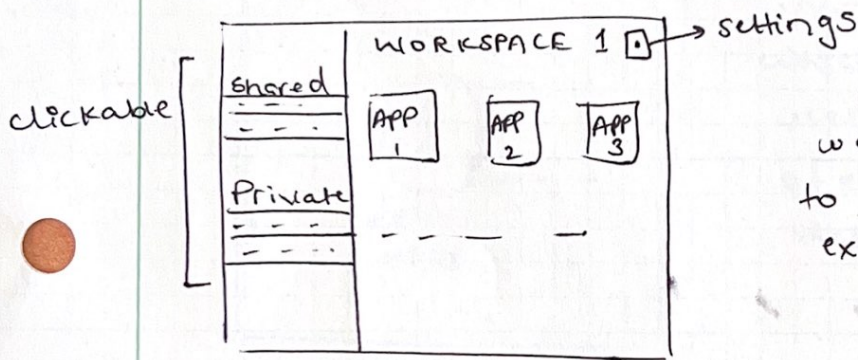 settings
WORKSPACE 1
clickable
shared
APP 1
APP 2
APP 3
Private
to
ex